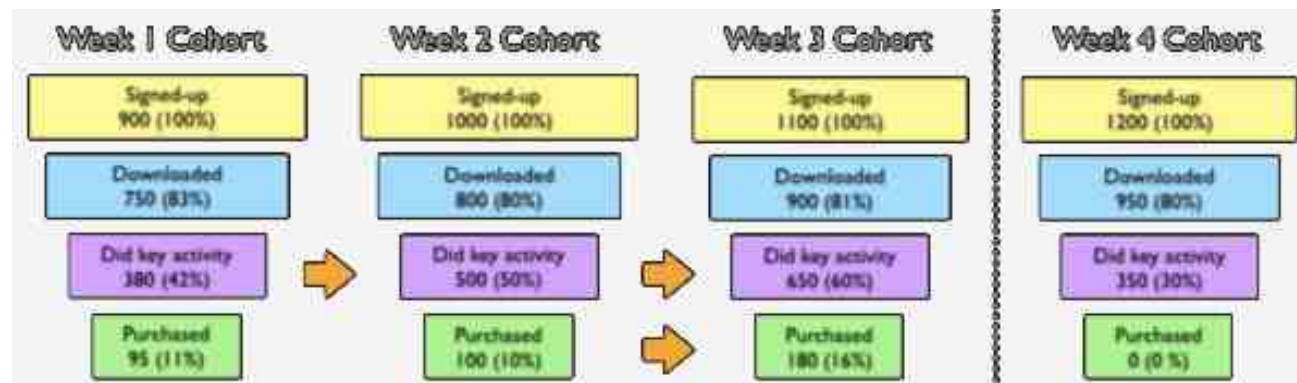 Week 1 Cohort
Signed-up
900 (100%)
Downloaded
750 (83%)
Did key activity
380 (42%)
Purchased
95 (11%)
Week 2 Cohort
Signed-up
1000 (100%)
Downloaded
800 (80%)
Did key activity
500 (50%)
Purchased
100 (10%)
Week 3 Cohort
Signed-up
1100 (100%)
Downloaded
900 (81%)
Did key activity
650 (60%)
Purchased
180 (16%)
Week 4 Cohort
Signed-up
1200 (100%)
Downloaded
950 (80%)
Did key activity
350 (30%)
Purchased
0 (0 %)